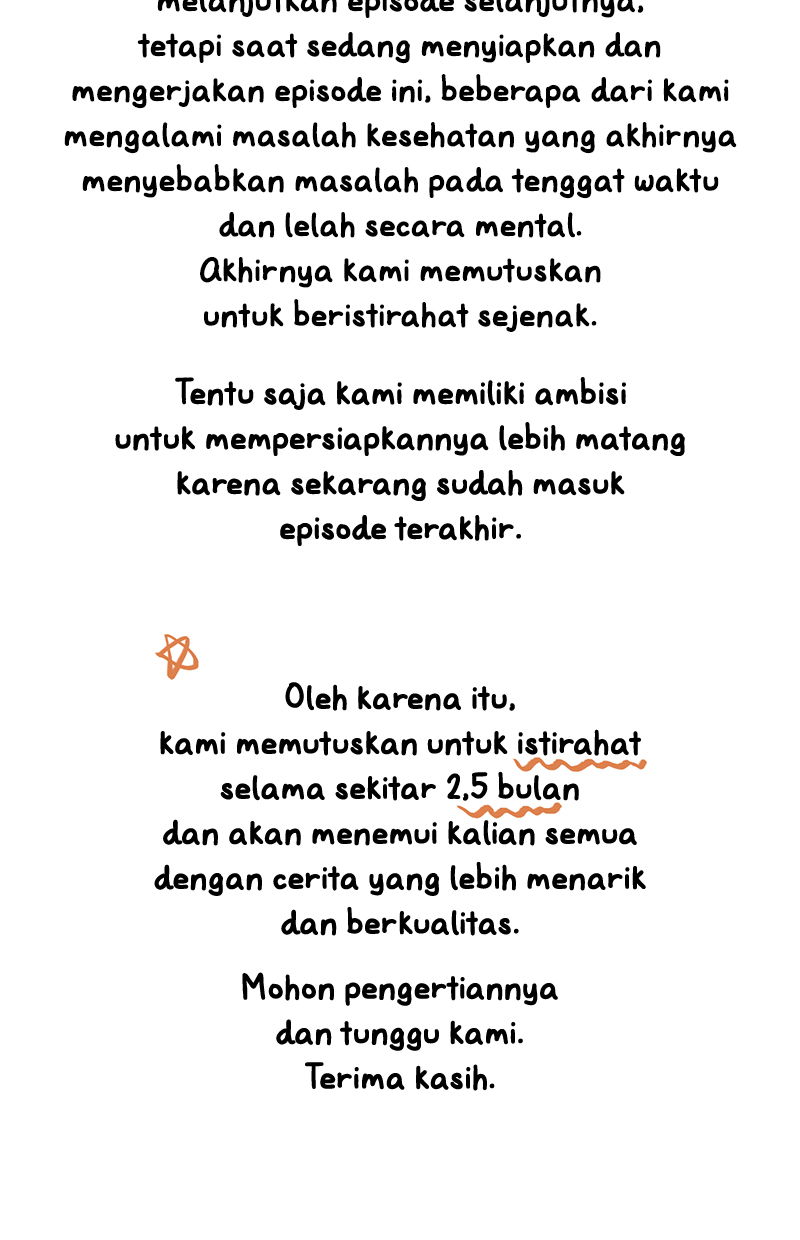 melanjutkan episode selanjutnya,
tetapi saat sedang menyiapkan dan
mengerjakan episode ini, beberapa dari kami
mengalami masalah kesehatan yang akhirnya
menyebabkan masalah pada tenggat waktu
dan lelah secara mental.
Akhirnya kami memutuskan
untuk beristirahat sejenak.
Tentu saja kami memiliki ambisi
untuk mempersiapkannya lebih matang
karena sekarang sudah masuk
episode terakhir.
Oleh karena itu,
kami memutuskan untuk istirahat
selama sekitar 2,5 bulan
dan akan menemui kalian semua
dengan cerita yang lebih menarik
dan berkualitas.
Mohon pengertiannya
dan tunggu kami.
Terima kasih.